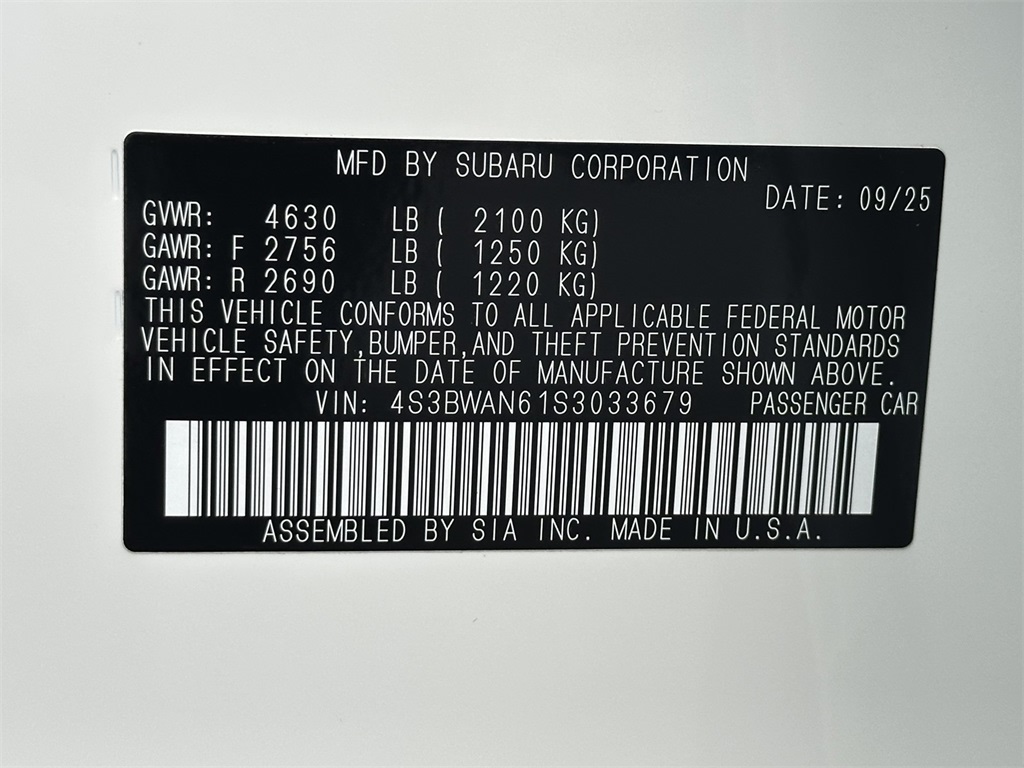 MFD BY SUBARU CORPORATION
DATE: 09/25
GVWR: 4630 LB ( 2100 KG)
GAWR: F 2756 LB ( 1250 KG)
GAWR: R 2690 LB ( 1220 KG)
THIS VEHICLE CONFORMS TO ALL APPLICABLE FEDERAL MOTOR
VEHICLE SAFETY,BUMPER,AND THEFT PREVENTION STANDARDS
IN EFFECT ON THE DATE OF MANUFACTURE SHOWN ABOVE.
VIN: 4S3BWAN61S3033679 PASSENGER CAR
ASSEMBLED BY SIA INC. MADE IN U.S.A.